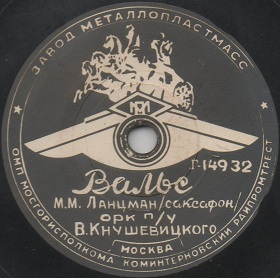 ЗАВОД МЕТАЛЛОПЛАСТМАСС
Г-14932
Вальс
М.М. Ланцман/саксафон/
орк п/у
В.Кнушевицкого
МОСКВА
ОМП МОСГОРИСПОЛКОМА КОМИНТЕРНОВСКИЙ РАЙПРОМТРЕСТ